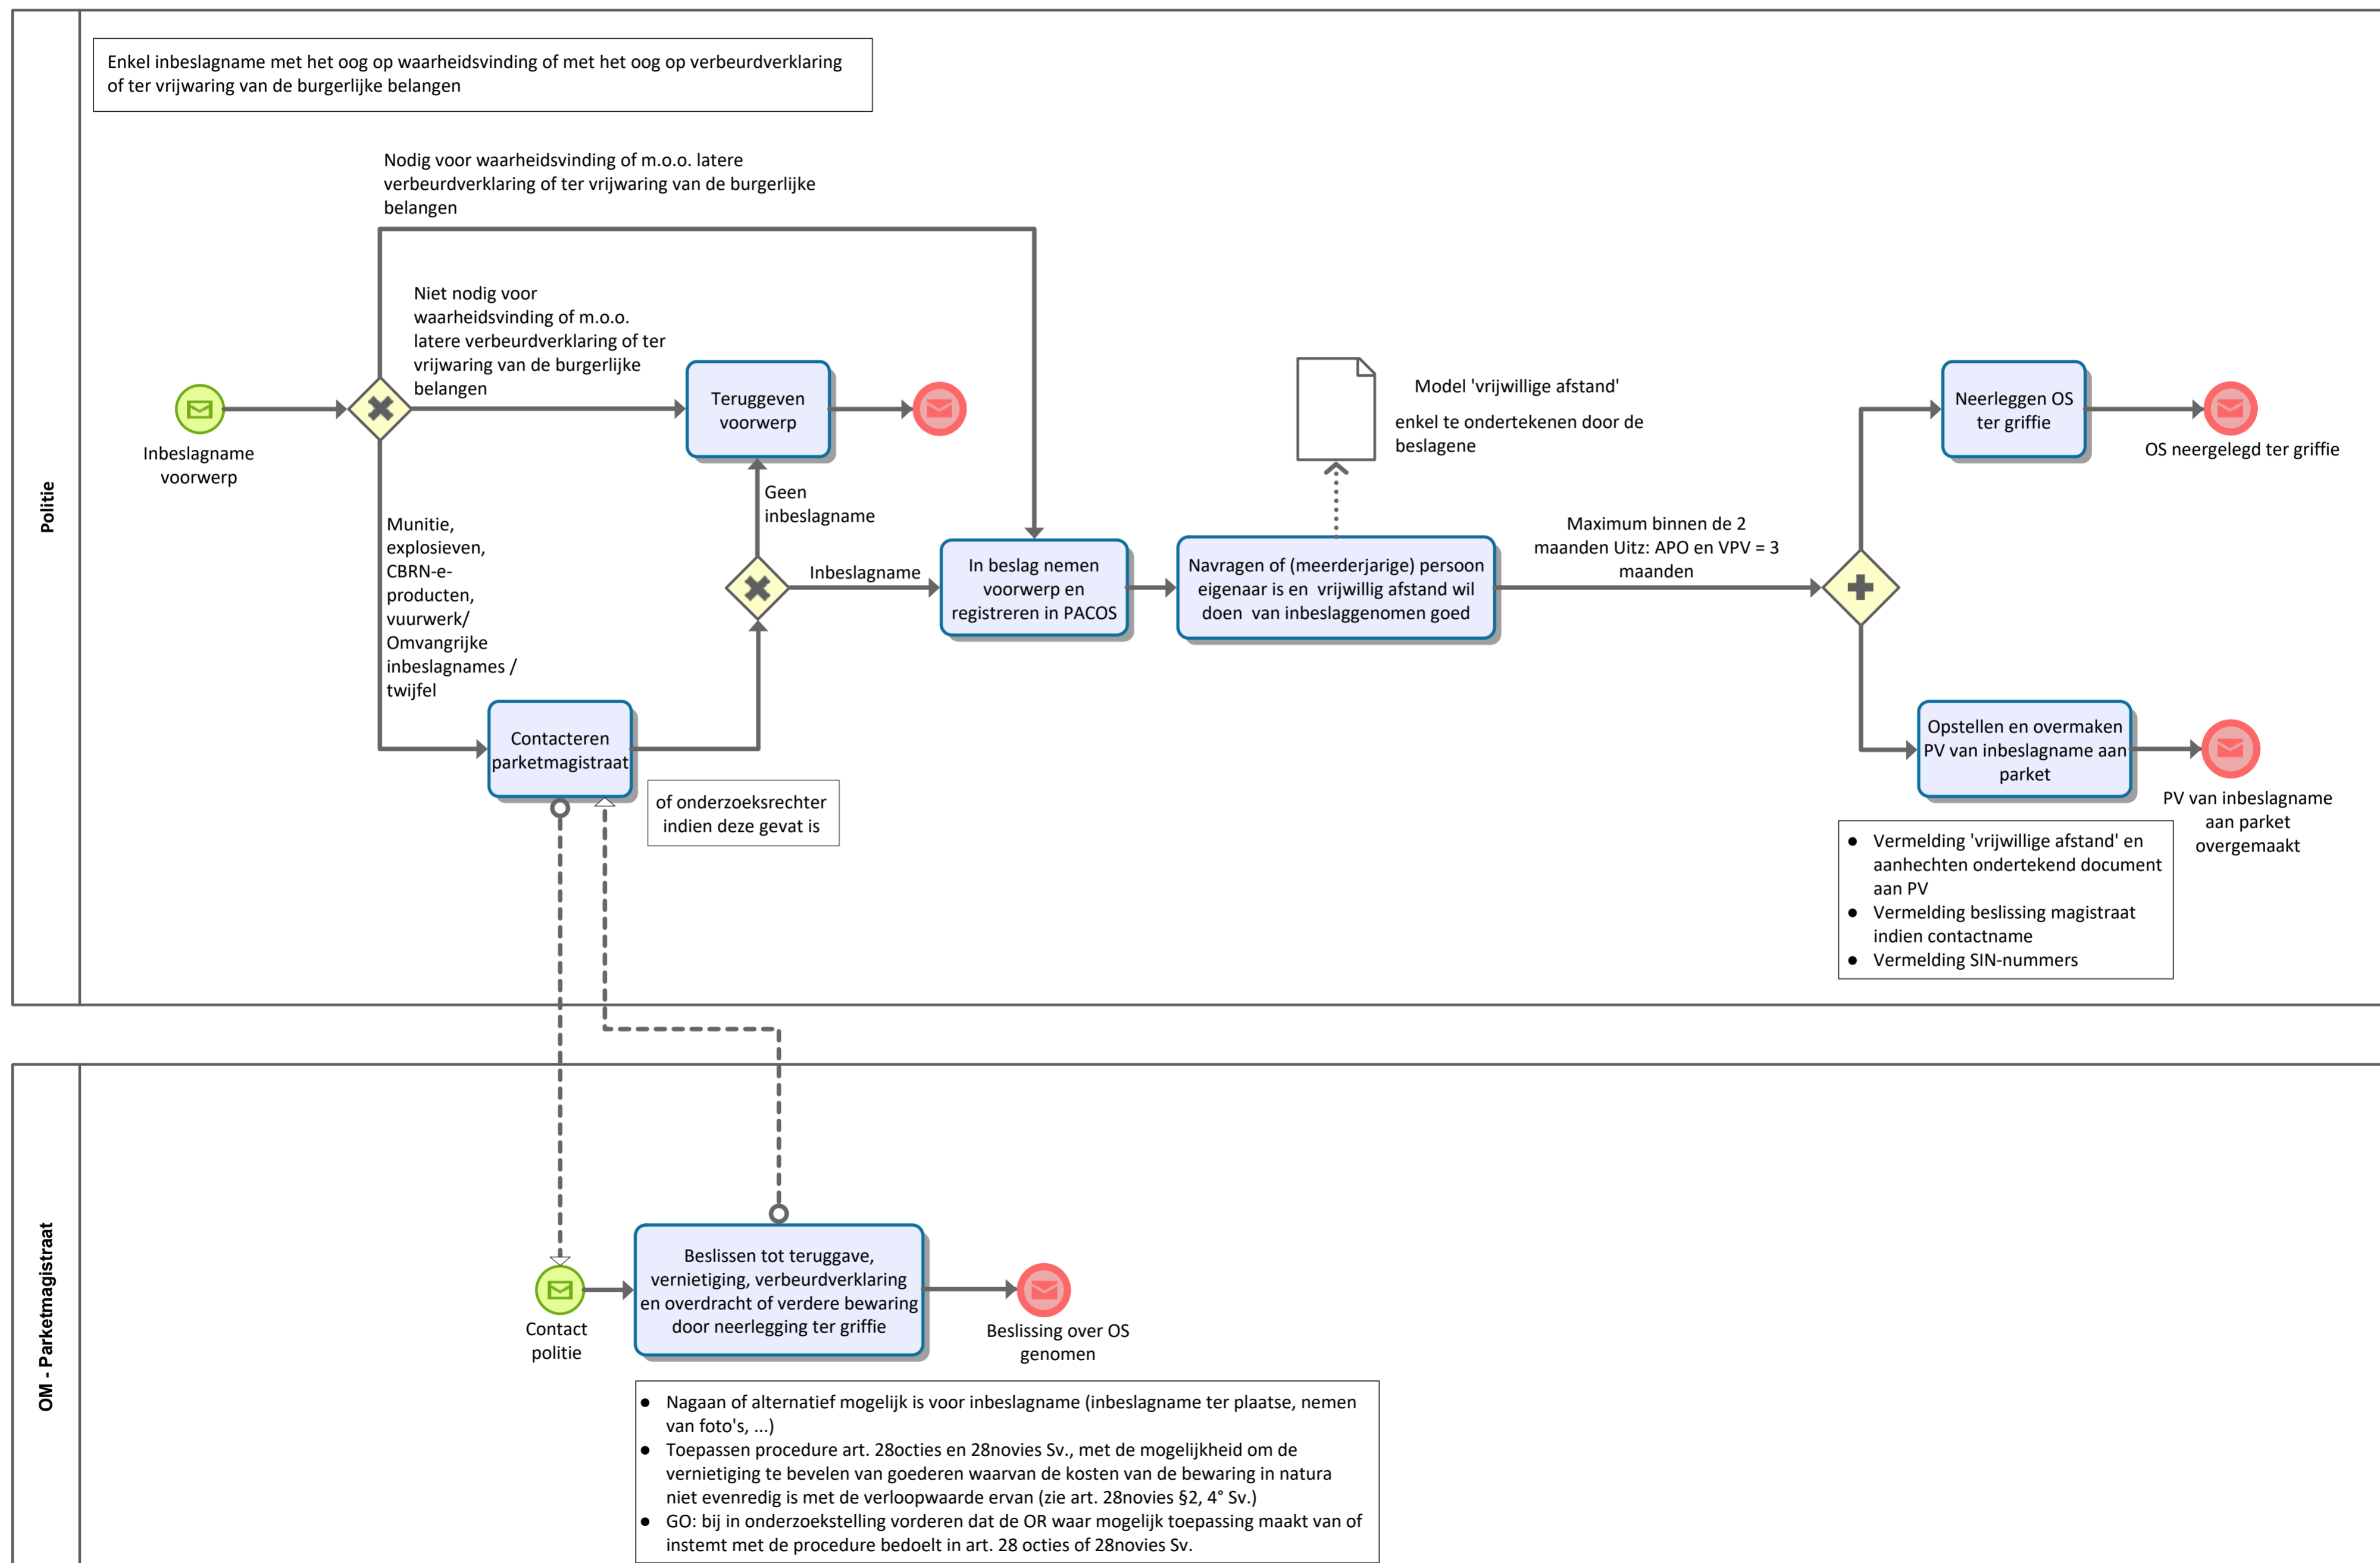 Enkel inbeslagname met het oog op waarheidsvinding of met het oog op verbeurdverklaring
of ter vrijwaring van de burgerlijke belangen
Nodig voor waarheidsvinding of m.o.o. latere
verbeurdverklaring of ter vrijwaring van de burgerlijke
belangen
Niet nodig voor
waarheidsvinding of m.o.o.
latere verbeurdverklaring of ter
vrijwaring van de burgerlijke
belangen
Politie
Inbeslagname
voorwerp
Teruggeven
voorwerp
Geen
inbeslagname
Munitie,
explosieven,
CBRN-e-
producten,
vuurwerk/
Omvangrijke
inbeslagnames /
twijfel
Contacteren
parketmagistraat
of onderzoeksrechter
indien deze gevat is
Inbeslagname
In beslag nemen
voorwerp en
registreren in PACOS
Model 'vrijwillige afstand'
enkel te ondertekenen door de
beslagene
Navragen of (meerderjarige) persoon
eigenaar is en vrijwillig afstand wil
doen van inbeslaggenomen goed
Maximum binnen de 2
maanden Uitz: APO en VPV = 3
maanden
Neerleggen OS
ter griffie
OS neergelegd ter griffie
Opstellen en overmaken
PV van inbeslagname aan
parket
PV van inbeslagname
aan parket
overgemaakt
● Vermelding 'vrijwillige afstand' en
aanhechten ondertekend document
aan PV
● Vermelding beslissing magistraat
indien contactname
● Vermelding SIN-nummers
OM - Parketmagistraat
Contact
politie
Beslissen tot teruggave,
vernietiging, verbeurdverklaring
en overdracht of verdere bewaring
door neerlegging ter griffie
Beslissing over OS
genomen
● Nagaan of alternatief mogelijk is voor inbeslagname (inbeslagname ter plaatse, nemen
van foto's, ...)
● Toepassen procedure art. 28octies en 28novies Sv., met de mogelijkheid om de
vernietiging te bevelen van goederen waarvan de kosten van de bewaring in natura
niet evenredig is met de verloopwaarde ervan (zie art. 28novies §2, 4° Sv.)
● GO: bij in onderzoekstelling vorderen dat de OR waar mogelijk toepassing maakt van of
instemt met de procedure bedoelt in art. 28 octies of 28novies Sv.